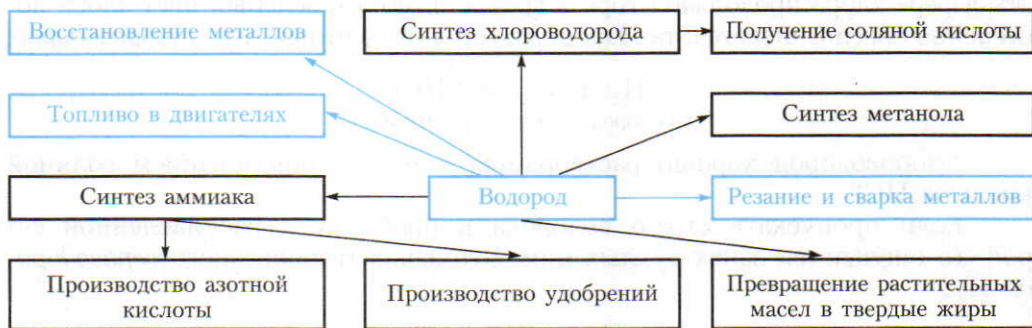 Восстановление металлов
Синтез хлороводорода
Получение соляной кислоты
Топливо в двигателях
Синтез метанола
Синтез аммиака
Водород
Резание и сварка металлов
Производство азотной
кислоты
Производство удобрений
Превращение растительных
масел в твердые жиры